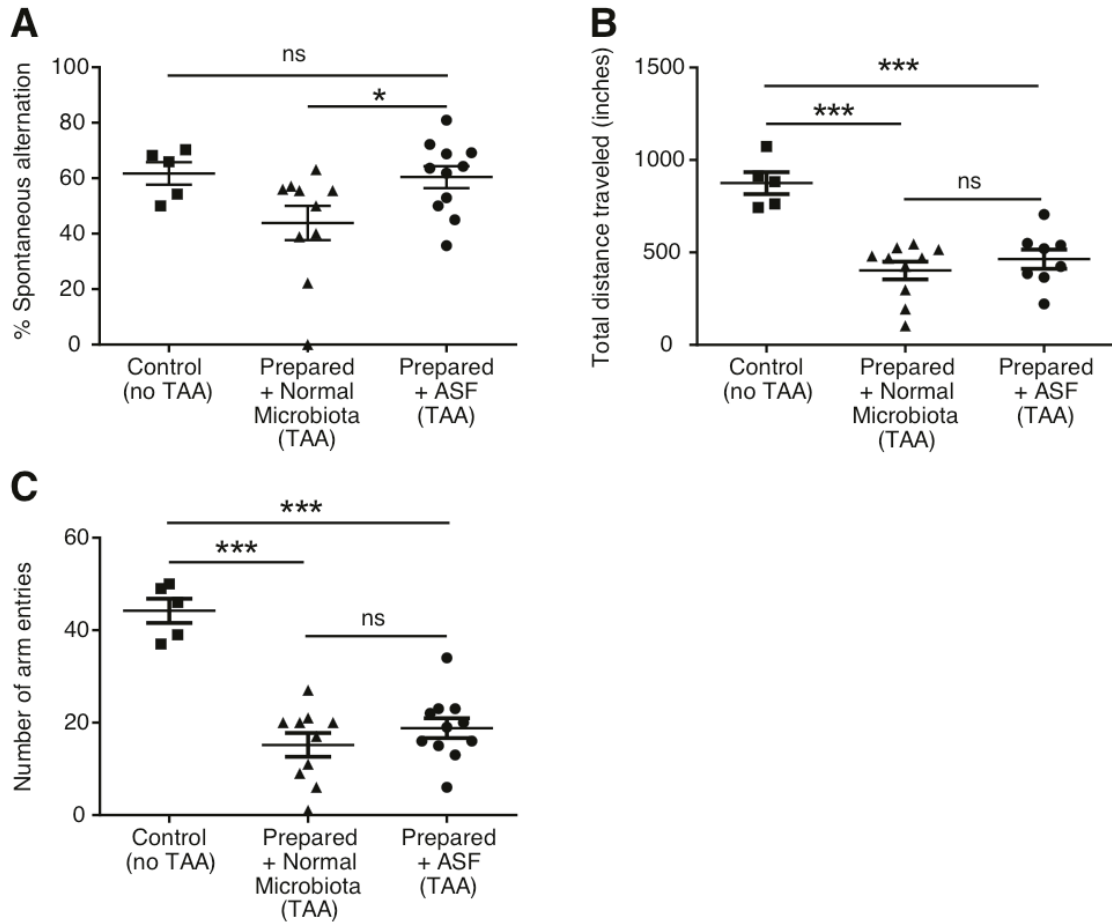 A
% Spontaneous alternation
100
80
60
40
20
0
ns
*
Control
(no TAA)
Prepared
+ Normal
Microbiota
(TAA)
Prepared
+ ASF
(TAA)
B
Total distance traveled (inches)
1500
1000
500
0
***
***
ns
Control
(no TAA)
Prepared
+ Normal
Microbiota
(TAA)
Prepared
+ ASF
(TAA)
C
Number of arm entries
60
40
20
0
***
***
ns
Control
(no TAA)
Prepared
+ Normal
Microbiota
(TAA)
Prepared
+ ASF
(TAA)